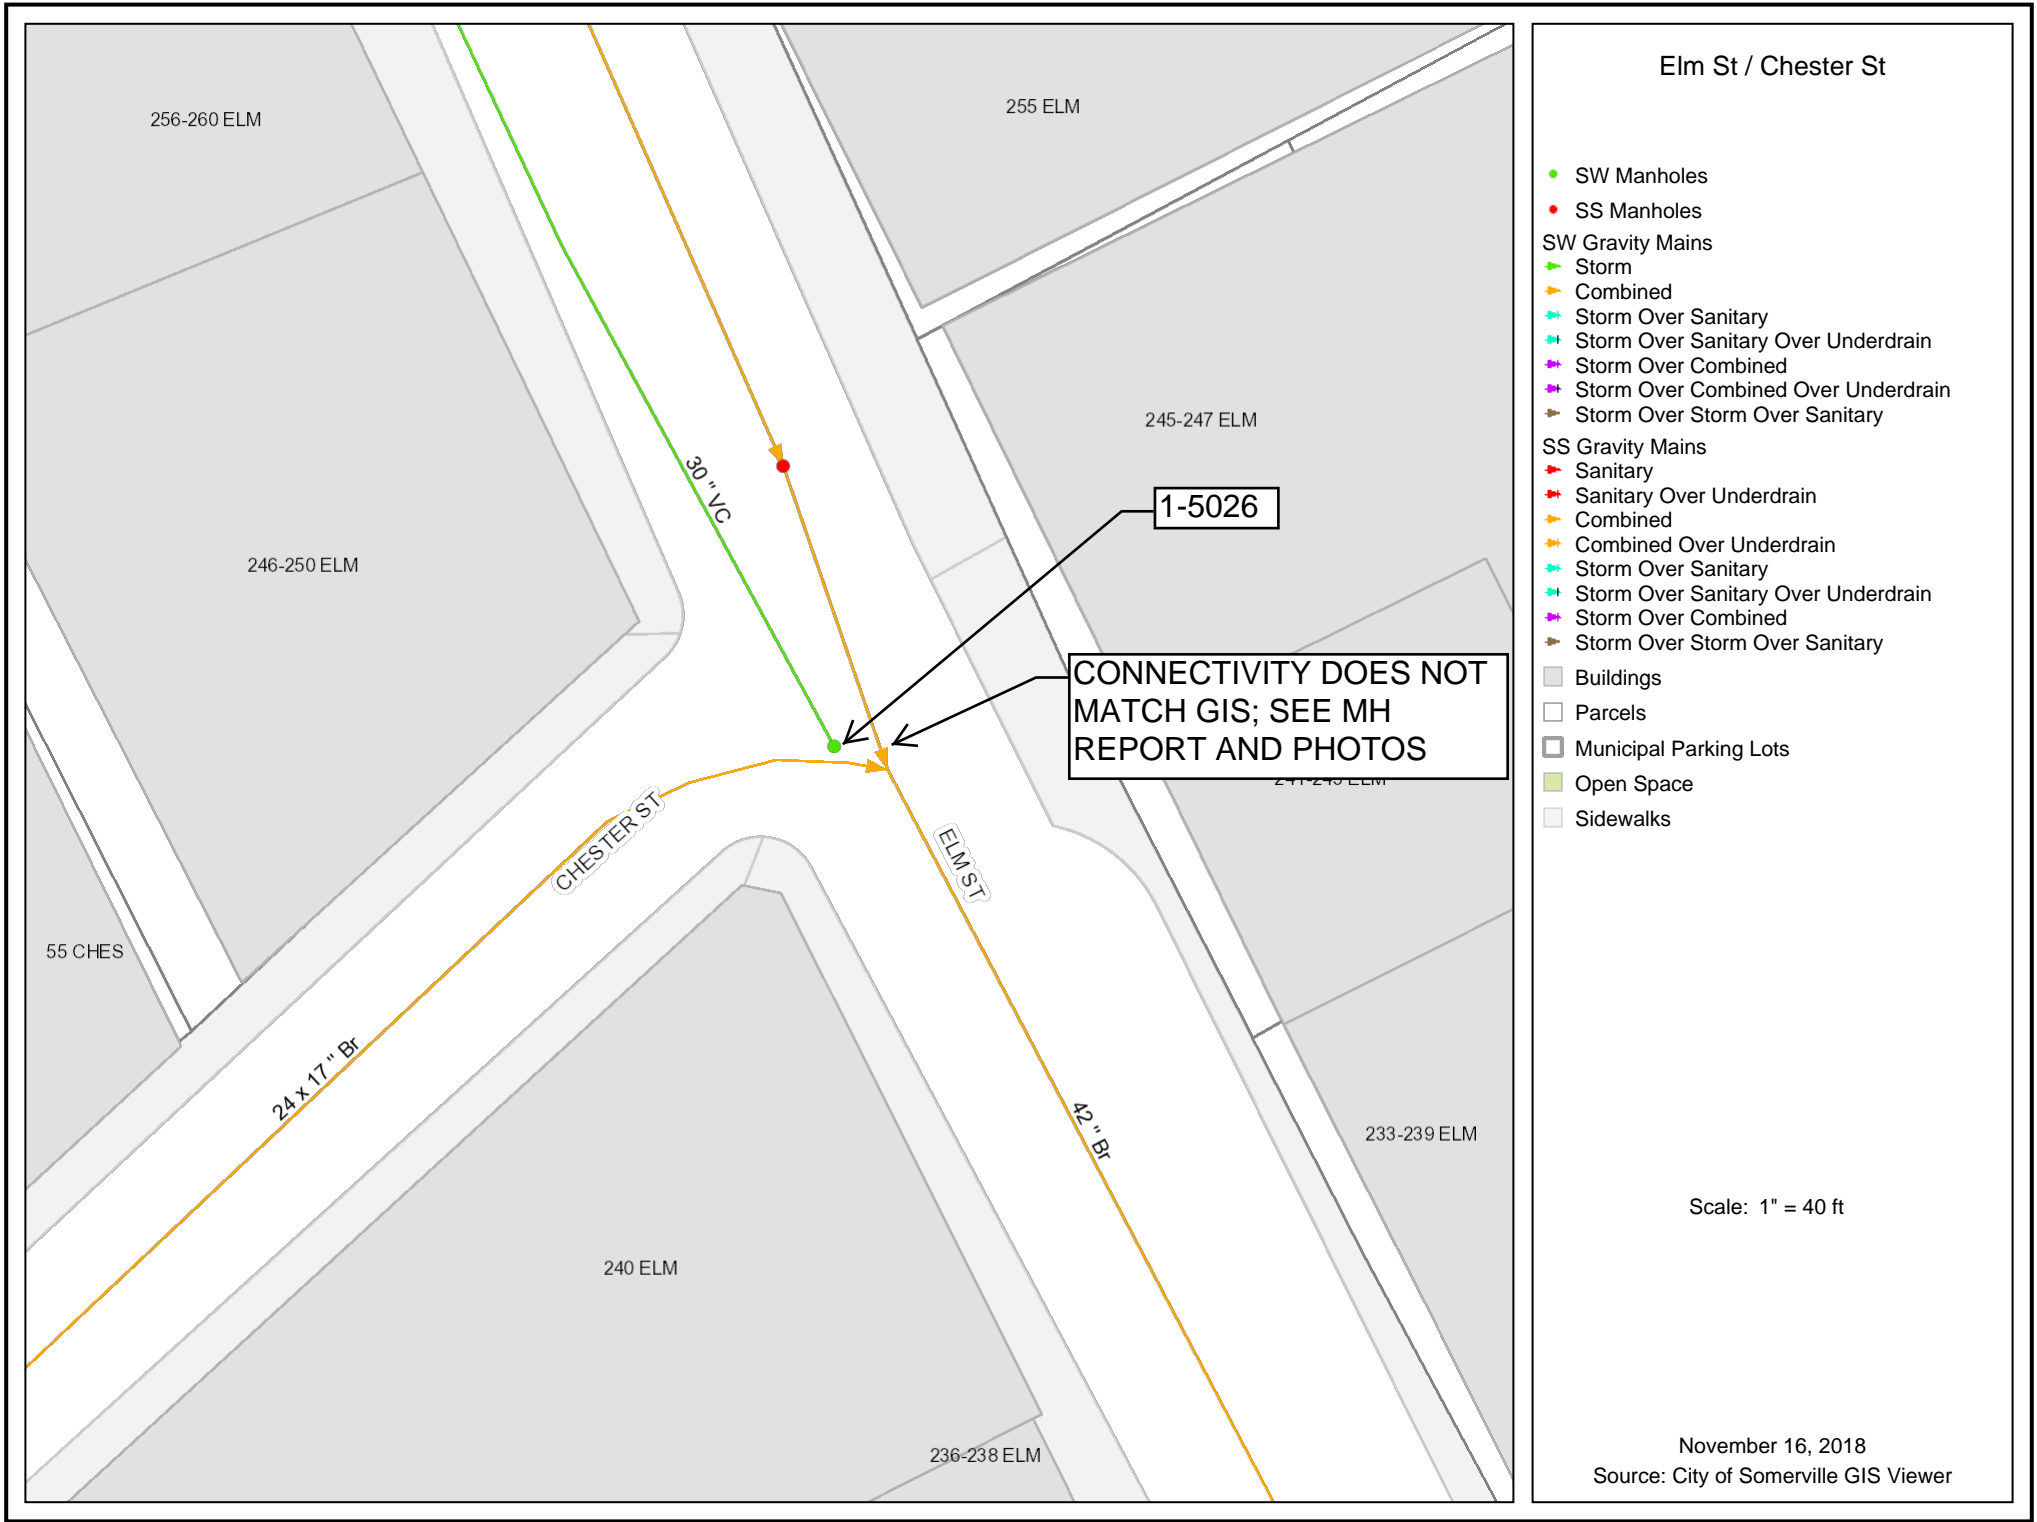 256-260 ELM
255 ELM
245-247 ELM
30 " VC
1-5026
246-250 ELM
CONNECTIVITY DOES NOT
MATCH GIS; SEE MH
REPORT AND PHOTOS
CHESTER ST
ELM ST
55 CHES
24 x 17 " Br
42 " Br
233-239 ELM
240 ELM
236-238 ELM
Elm St / Chester St
SW Manholes
SS Manholes
SW Gravity Mains
Storm
Combined
Storm Over Sanitary
Storm Over Sanitary Over Underdrain
Storm Over Combined
Storm Over Combined Over Underdrain
Storm Over Storm Over Sanitary
SS Gravity Mains
Sanitary
Sanitary Over Underdrain
Combined
Combined Over Underdrain
Storm Over Sanitary
Storm Over Sanitary Over Underdrain
Storm Over Combined
Storm Over Storm Over Sanitary
Buildings
Parcels
Municipal Parking Lots
Open Space
Sidewalks
Scale: 1" = 40 ft
November 16, 2018
Source: City of Somerville GIS Viewer